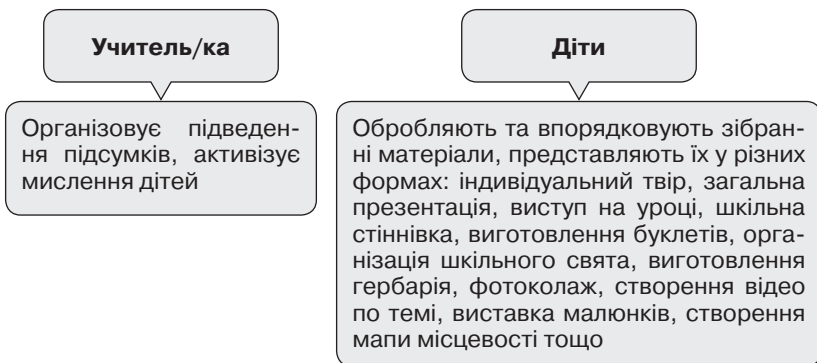 Учитель/ка
Діти
Організовує підведен-
ня підсумків, активізує
мислення дітей
Обробляють та впорядковують зібран-
ні матеріали, представляють їх у різних
формах: індивідуальний твір, загальна
презентація, виступ на уроці, шкільна
стіннівка, виготовлення буклетів, орга-
нізація шкільного свята, виготовлення
гербарія, фотоколаж, створення відео
по темі, виставка малюнків, створення
мапи місцевості тощо